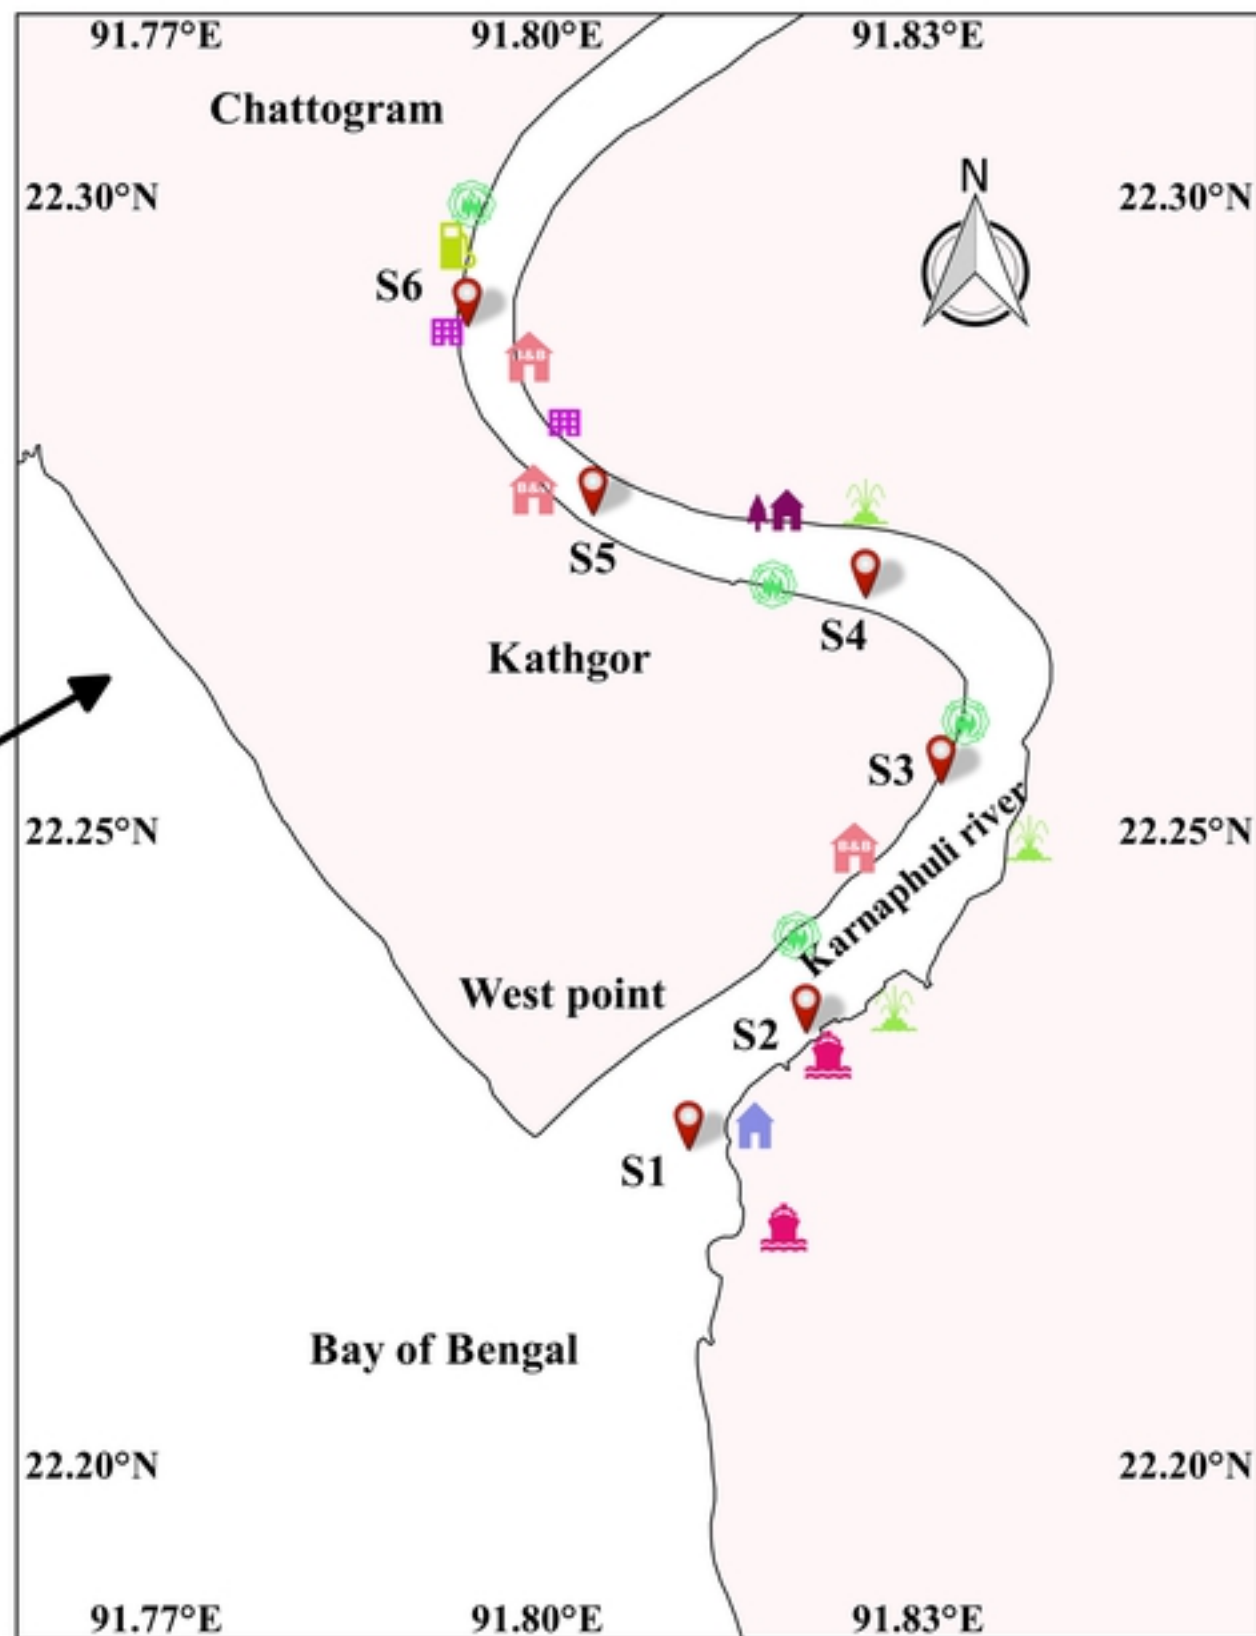 91.77°E 91.80°E 91.83°E
Chattogram
N
22.30°N 22.30°N
S6
B&B
B&B
S5
S4
Kathgor
S3
22.25°N 22.25°N
B&B
Karnaphuli river
West point
S2
S1
Bay of Bengal
22.20°N 22.20°N
91.77°E 91.80°E 91.83°E